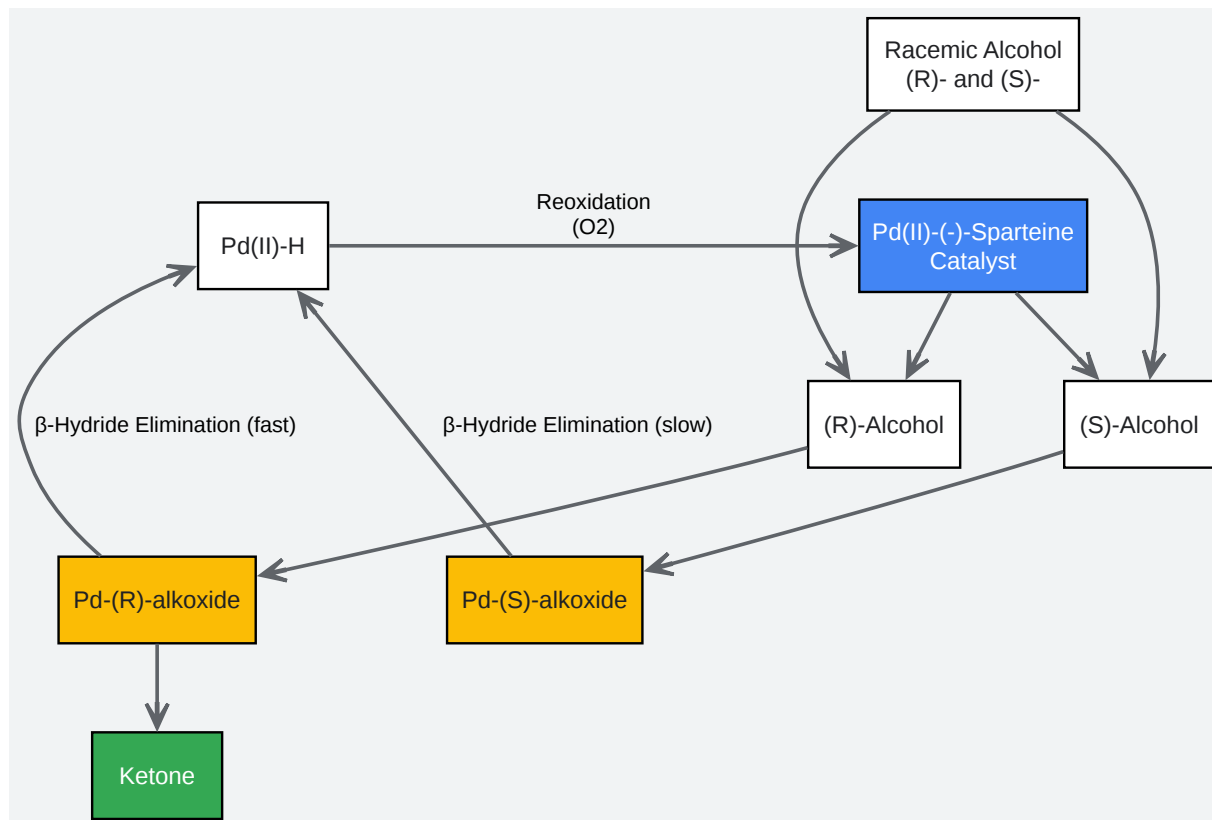 Racemic Alcohol
(R)- and (S)-
Reoxidation
(O2)
Pd(II)-H
Pd(II)-(-)-Sparteine
Catalyst
β-Hydride Elimination (fast)
β-Hydride Elimination (slow)
(R)-Alcohol
(S)-Alcohol
Pd-(R)-alkoxide
Pd-(S)-alkoxide
Ketone